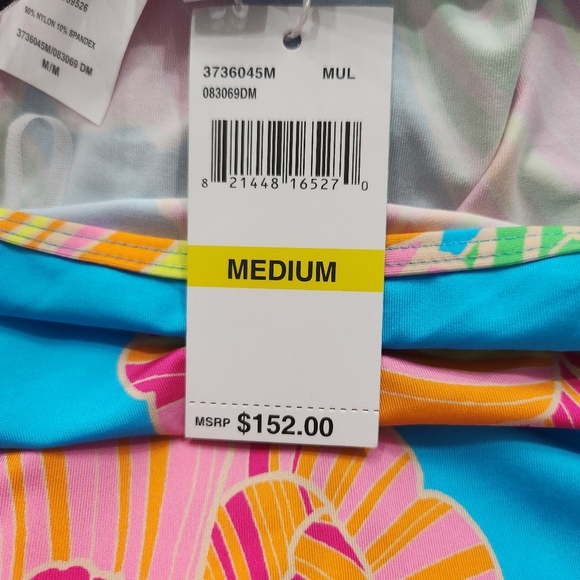 90% NYLON 10% SPANDEX
3736045M/083069 DM
M/M
3736045M MUL
083069DM
8 21448 16527 0
MEDIUM
MSRP $152.00